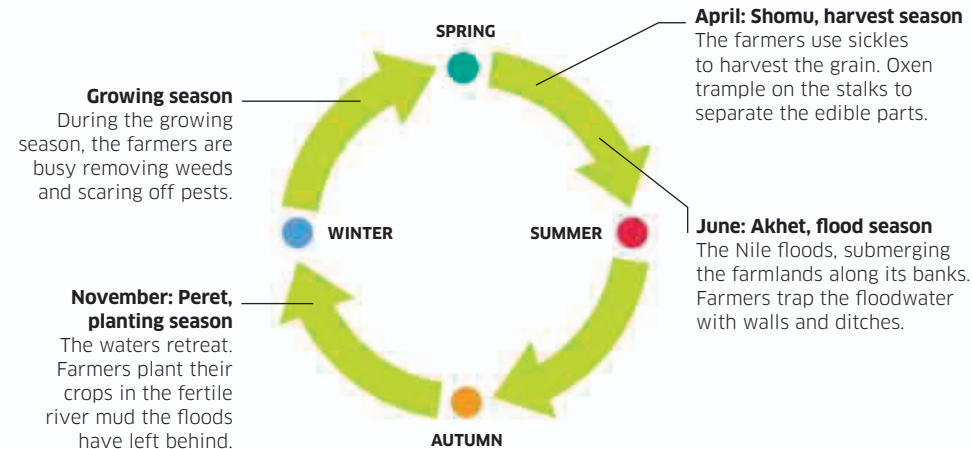 SPRING
April: Shomu, harvest season
The farmers use sickles
to harvest the grain. Oxen
trample on the stalks to
separate the edible parts.
Growing season
During the growing
season, the farmers are
busy removing weeds
and scaring off pests.
WINTER
SUMMER
June: Akhet, flood season
The Nile floods, submerging
the farmlands along its banks.
Farmers trap the floodwater
with walls and ditches.
November: Peret,
planting season
The waters retreat.
Farmers plant their
crops in the fertile
river mud the floods
have left behind.
AUTUMN